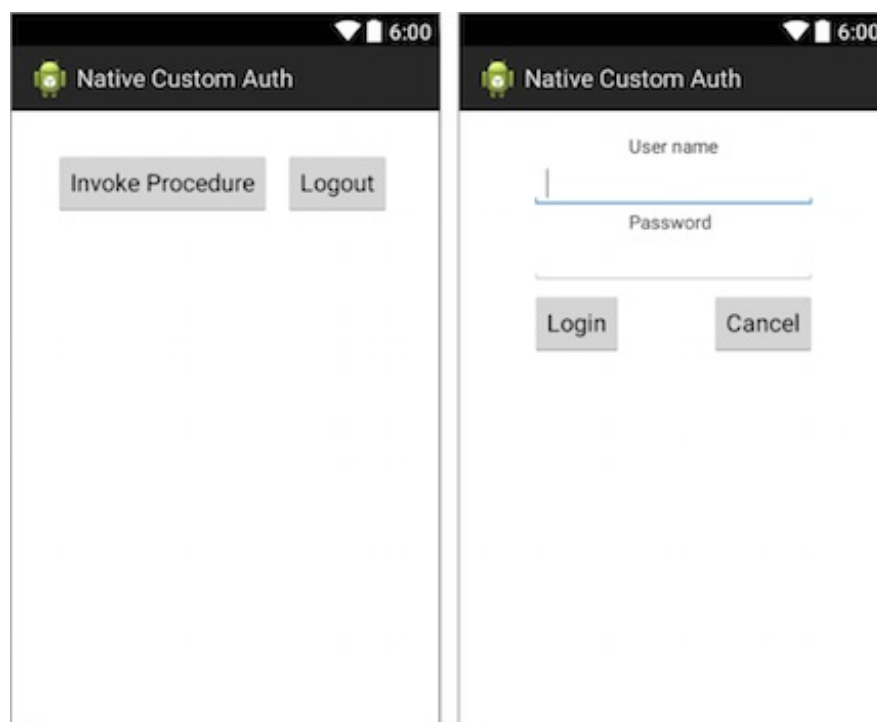 6:00
Native Custom Auth
Invoke Procedure Logout
6:00
Native Custom Auth
User name
Password
Login Cancel